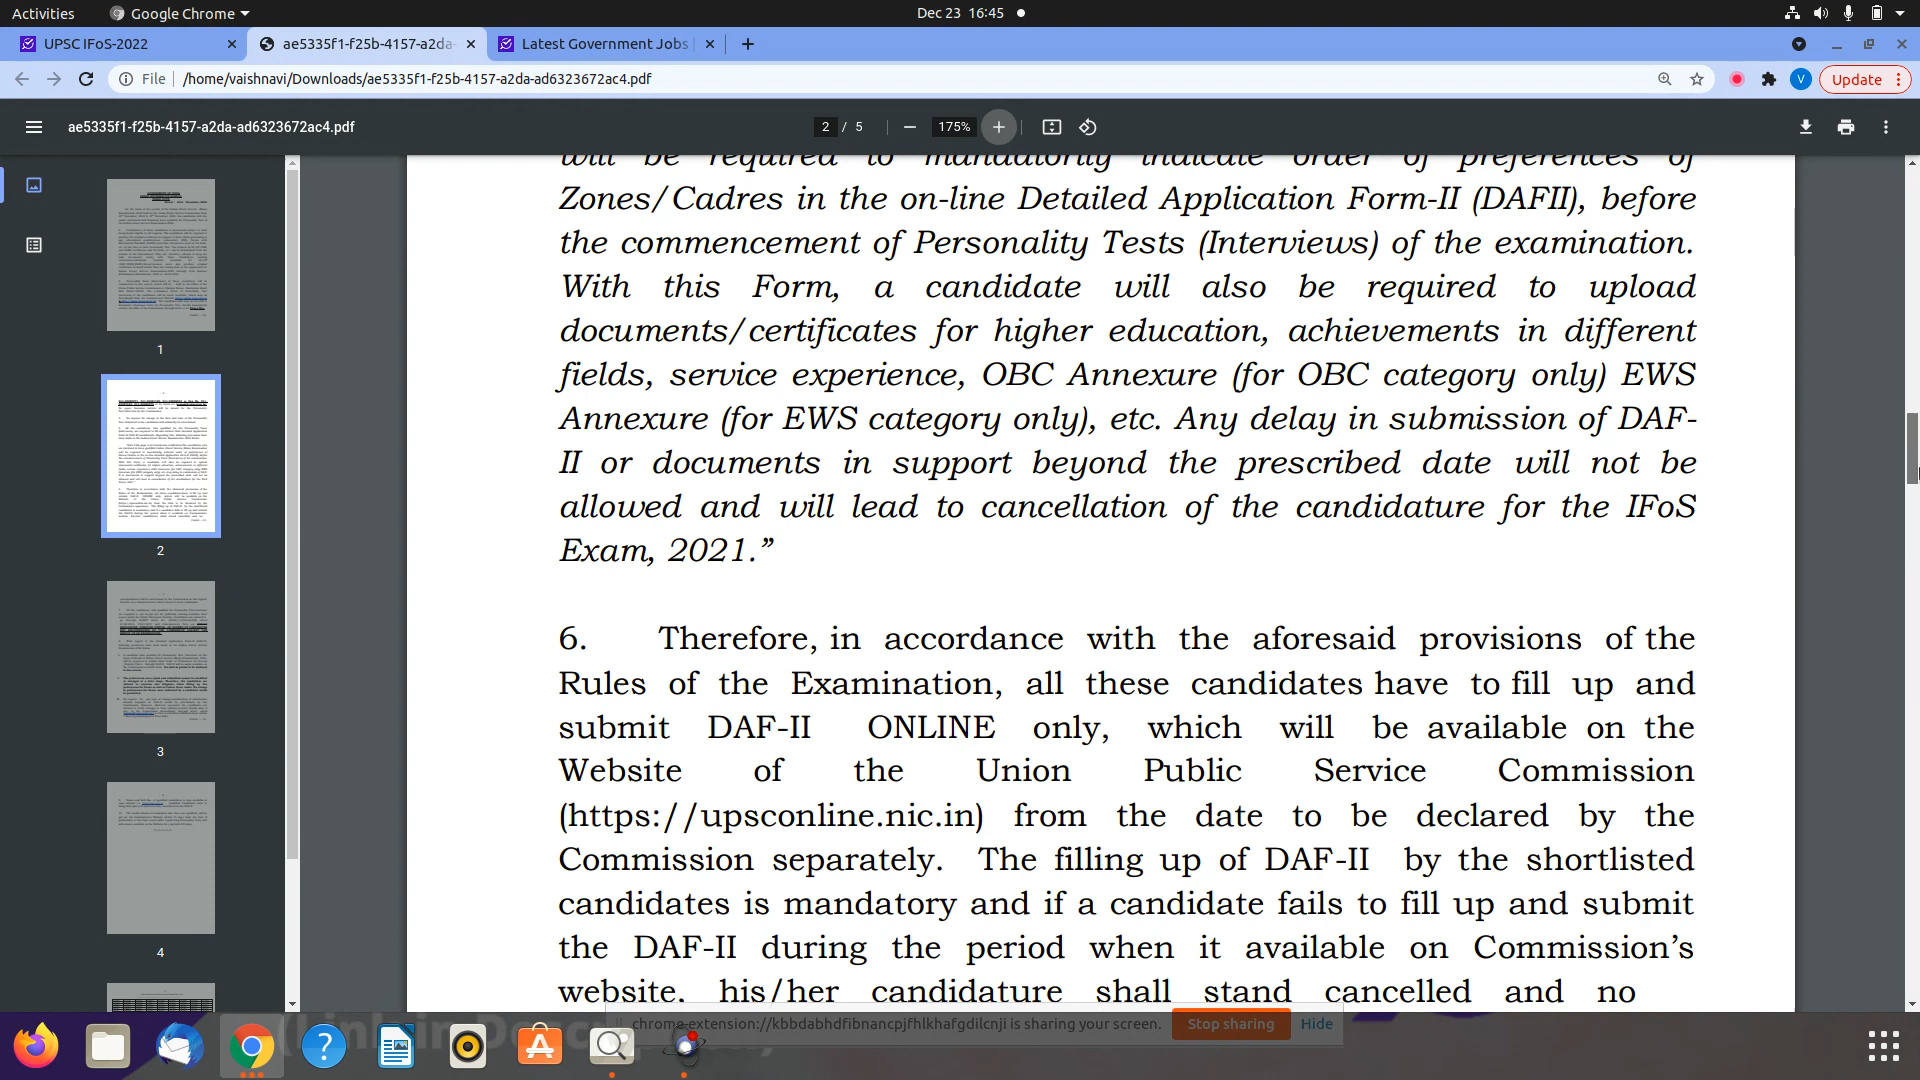 Activities
Google Chrome
Dec 23 16:45
UPSC IFoS-2022
ae5335f1-f25b-4157-a2da-
Latest Government Jobs
File
/home/vaishnavi/Downloads/ae5335f1-f25b-4157-a2da-ad6323672ac4.pdf
V
Update
ae5335f1-f25b-4157-a2da-ad6323672ac4.pdf
2 / 5
175%
1
2
3
4
will be required to mandatorily indicate order of preferences of
Zones/Cadres in the on-line Detailed Application Form-II (DAFII), before
the commencement of Personality Tests (Interviews) of the examination.
With this Form, a candidate will also be required to upload
documents/certificates for higher education, achievements in different
fields, service experience, OBC Annexure (for OBC category only) EWS
Annexure (for EWS category only), etc. Any delay in submission of DAF-
II or documents in support beyond the prescribed date will not be
allowed and will lead to cancellation of the candidature for the IFoS
Exam, 2021.”
6. Therefore, in accordance with the aforesaid provisions of the
Rules of the Examination, all these candidates have to fill up and
submit DAF-II ONLINE only, which will be available on the
Website of the Union Public Service Commission
(https://upsconline.nic.in) from the date to be declared by the
Commission separately. The filling up of DAF-II by the shortlisted
candidates is mandatory and if a candidate fails to fill up and submit
the DAF-II during the period when it available on Commission’s
website, his/her candidature shall stand cancelled and no
chrome-extension://kbbdabhdfibnancpjfhlkhafgdilcnji is sharing your screen.
Stop sharing
Hide